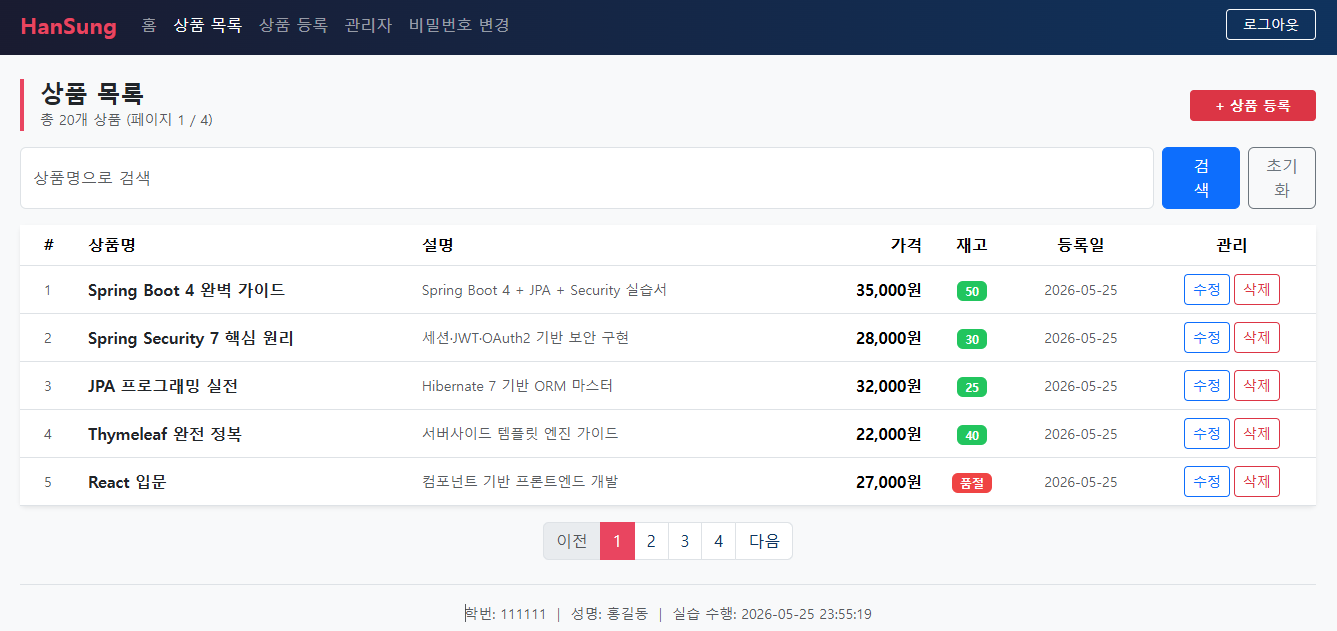 HanSung 홈 상품 목록 상품 등록 관리자 비밀번호 변경 로그아웃
상품 목록
총 20개 상품 (페이지 1 / 4)
+ 상품 등록
상품명으로 검색
검
색
초기
화
# 상품명 설명 가격 재고 등록일 관리
1 Spring Boot 4 완벽 가이드 Spring Boot 4 + JPA + Security 실습서 35,000원 50 2026-05-25 수정 삭제
2 Spring Security 7 핵심 원리 세션·JWT·OAuth2 기반 보안 구현 28,000원 30 2026-05-25 수정 삭제
3 JPA 프로그래밍 실전 Hibernate 7 기반 ORM 마스터 32,000원 25 2026-05-25 수정 삭제
4 Thymeleaf 완전 정복 서버사이드 템플릿 엔진 가이드 22,000원 40 2026-05-25 수정 삭제
5 React 입문 컴포넌트 기반 프론트엔드 개발 27,000원 품절 2026-05-25 수정 삭제
이전 1 2 3 4 다음
학번: 111111 | 성명: 홍길동 | 실습 수행: 2026-05-25 23:55:19